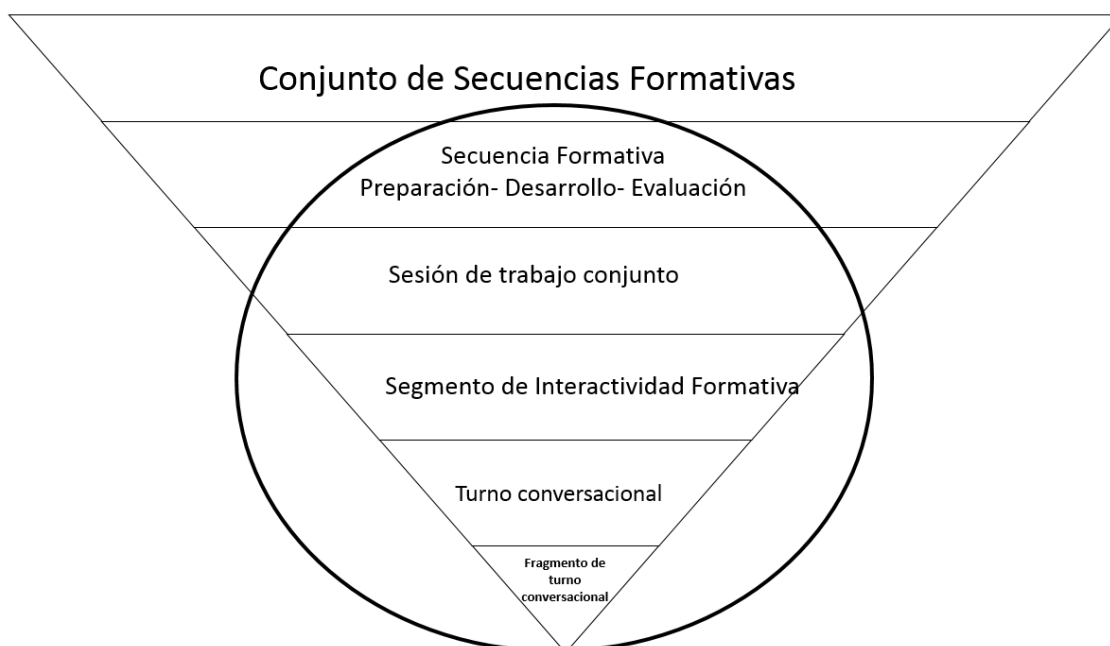 Conjunto de Secuencias Formativas
Secuencia Formativa
Preparación- Desarrollo- Evaluación
Sesión de trabajo conjunto
Segmento de Interactividad Formativa
Turno conversacional
Fragmento de
turno
conversacional